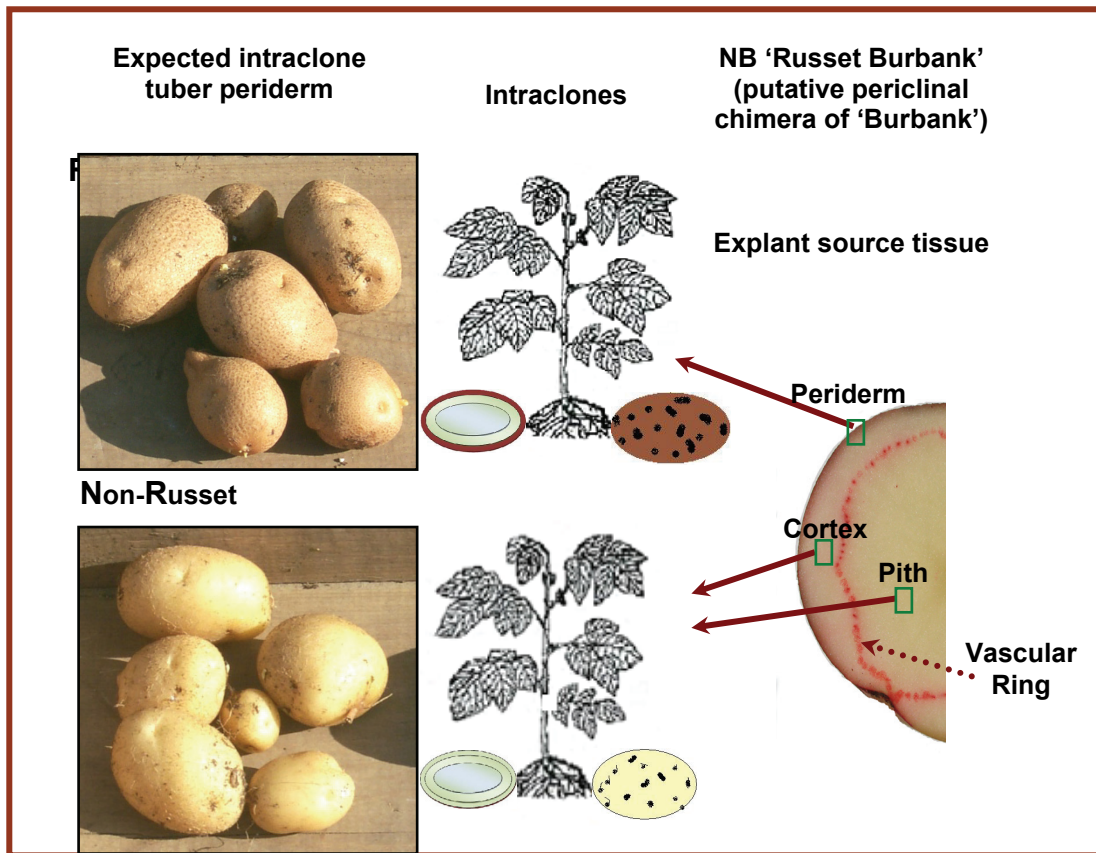 Expected intraclone
tuber periderm
Intraclones
NB ‘Russet Burbank’
(putative periclinal
chimera of ‘Burbank’)
Explant source tissue
Periderm
Non-Russet
Cortex
Pith
Vascular
Ring